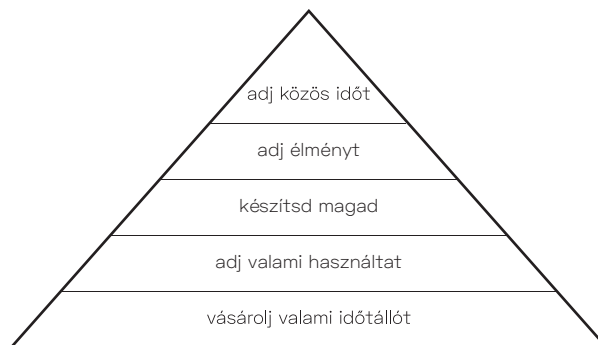 adj közös időt
adj élményt
készítsd magad
adj valami használtat
vásárolj valami időtállót